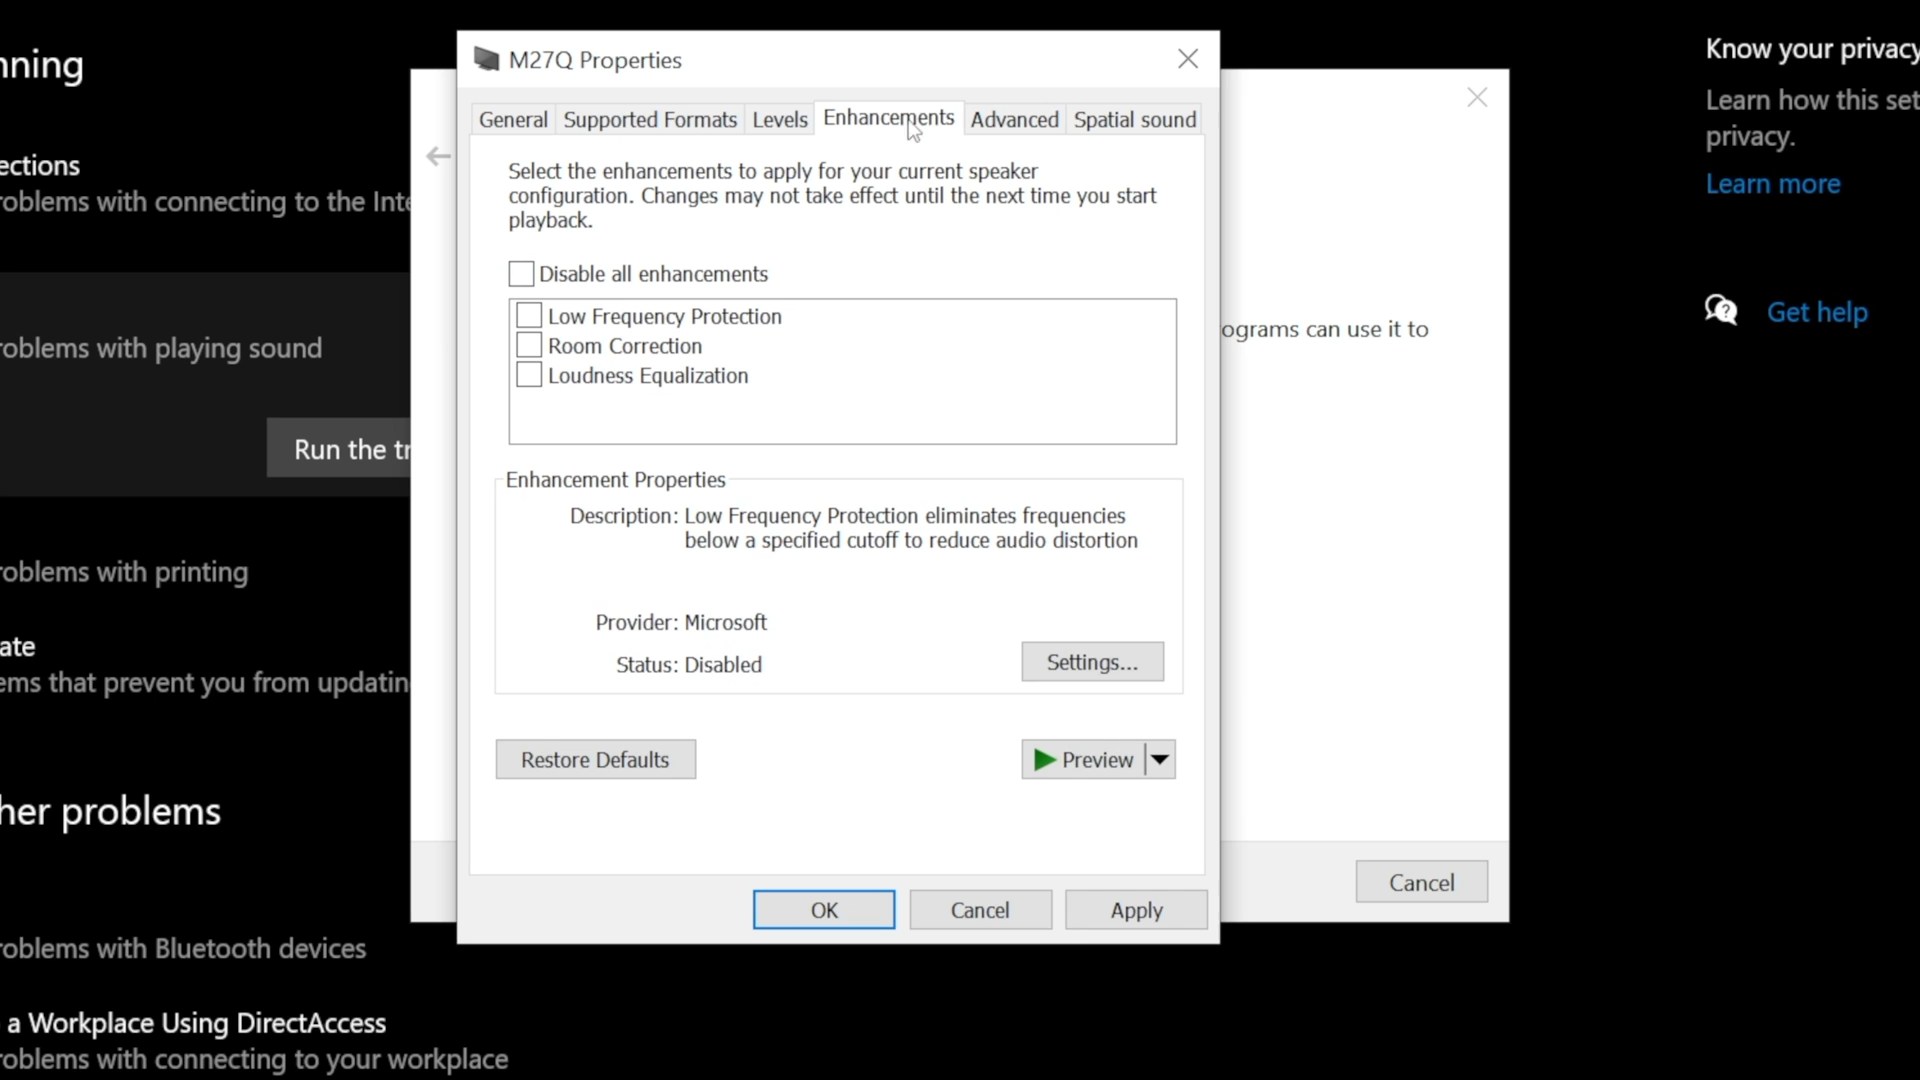 nning
ections
roblems with connecting to the Inte
roblems with playing sound
Run the tr
roblems with printing
ate
ems that prevent you from updatin
her problems
roblems with Bluetooth devices
a Workplace Using DirectAccess
roblems with connecting to your workplace
M27Q Properties
General Supported Formats Levels Enhancements Advanced Spatial sound
Select the enhancements to apply for your current speaker
configuration. Changes may not take effect until the next time you start
playback.
Disable all enhancements
Low Frequency Protection
Room Correction
Loudness Equalization
Enhancement Properties
Description: Low Frequency Protection eliminates frequencies
below a specified cutoff to reduce audio distortion
Provider: Microsoft
Status: Disabled
Settings...
Restore Defaults
Preview
OK Cancel Apply
ograms can use it to
Cancel
Know your privacy
Learn how this set
privacy.
Learn more
Get help